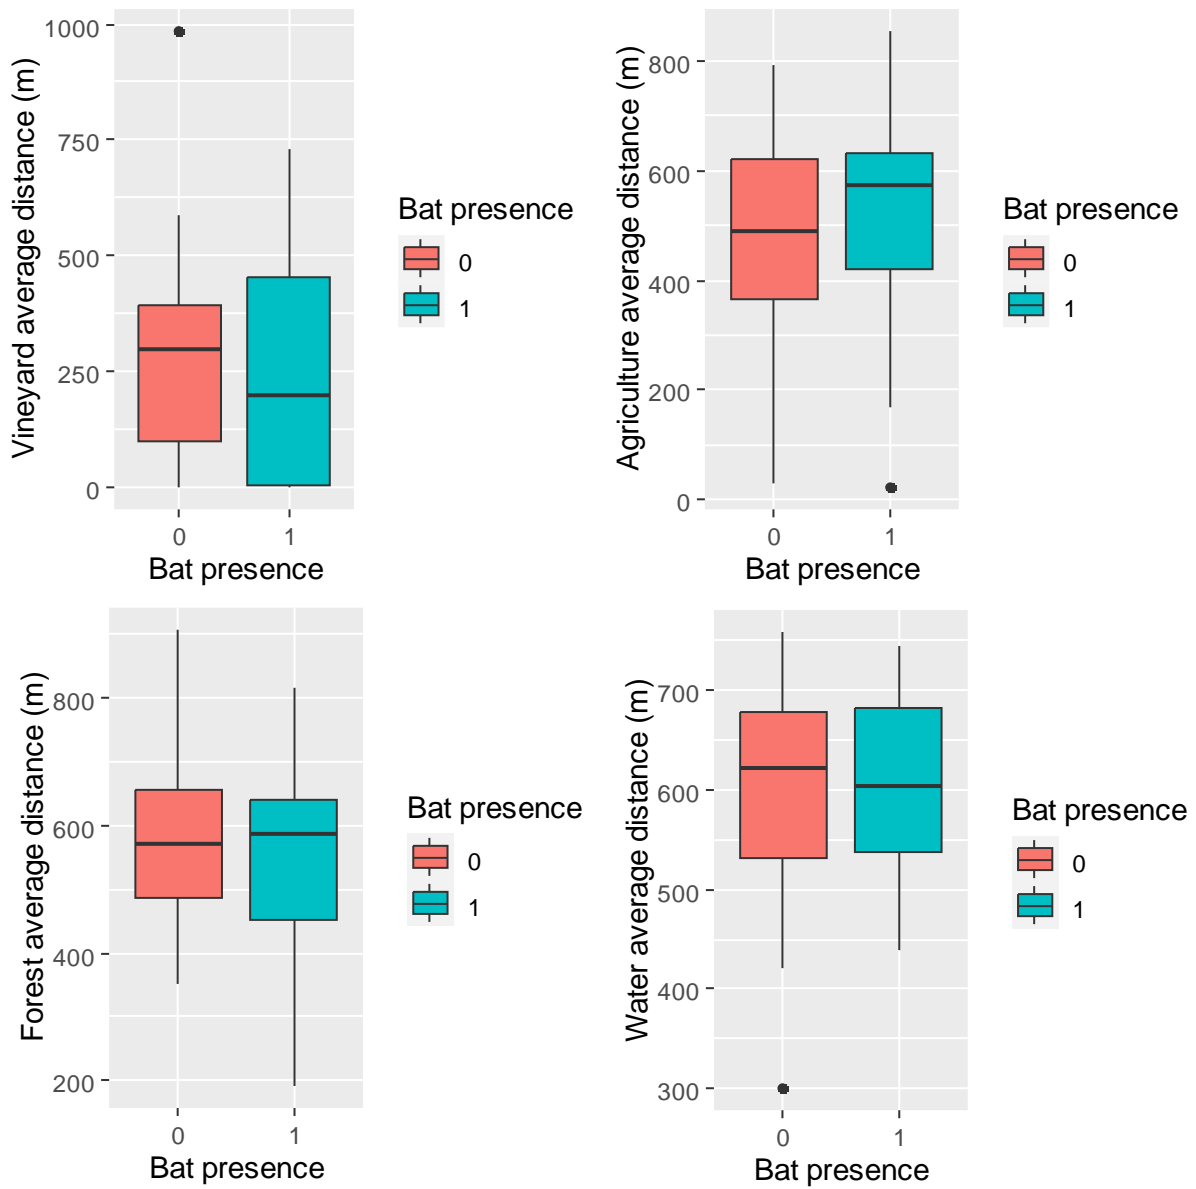 Vineyard average distance (m)
1000
750
500
250
0
0
1
Bat presence
Bat presence
0
1
Agriculture average distance (m)
800
600
400
200
0
0
1
Bat presence
Bat presence
0
1
Forest average distance (m)
800
600
400
200
0
1
Bat presence
Bat presence
0
1
Water average distance (m)
700
600
500
400
300
0
1
Bat presence
Bat presence
0
1